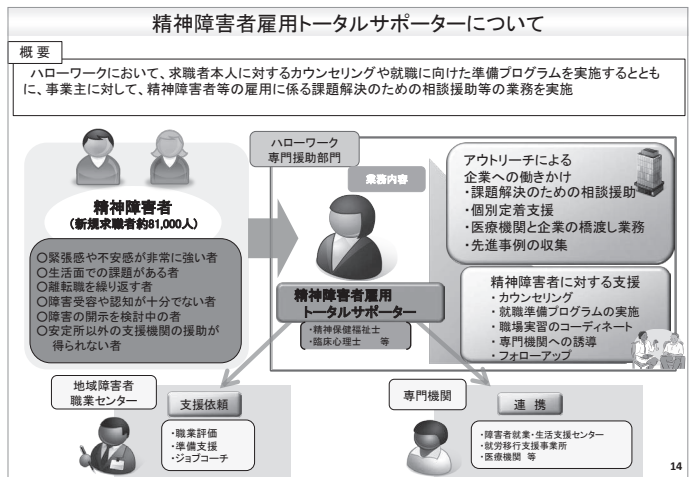 精神障害者雇用トータルサポーターについて
概 要
ハローワークにおいて、求職者本人に対するカウンセリングや就職に向けた準備プログラムを実施するととも
に、事業主に対して、精神障害者等の雇用に係る課題解決のための相談援助等の業務を実施
ハローワーク
専門援助部門
業務内容
精神障害者
(新規求職者約81,000人)
○緊張感や不安感が非常に強い者
○生活面での課題がある者
○離転職を繰り返す者
○障害受容や認知が十分でない者
○障害の開示を検討中の者
○安定所以外の支援機関の援助が
得られない者
精神障害者雇用
トータルサポーター
・精神保健福祉士
・臨床心理士 等
アウトリーチによる
企業への働きかけ
・課題解決のための相談援助
・個別定着支援
・医療機関と企業の橋渡し業務
・先進事例の収集
精神障害者に対する支援
・カウンセリング
・就職準備プログラムの実施
・職場実習のコーディネート
・専門機関への誘導
・フォローアップ
地域障害者
職業センター
支援依頼
・職業評価
・準備支援
・ジョブコーチ
専門機関
連 携
・障害者就業・生活支援センター
・就労移行支援事業所
・医療機関 等
14